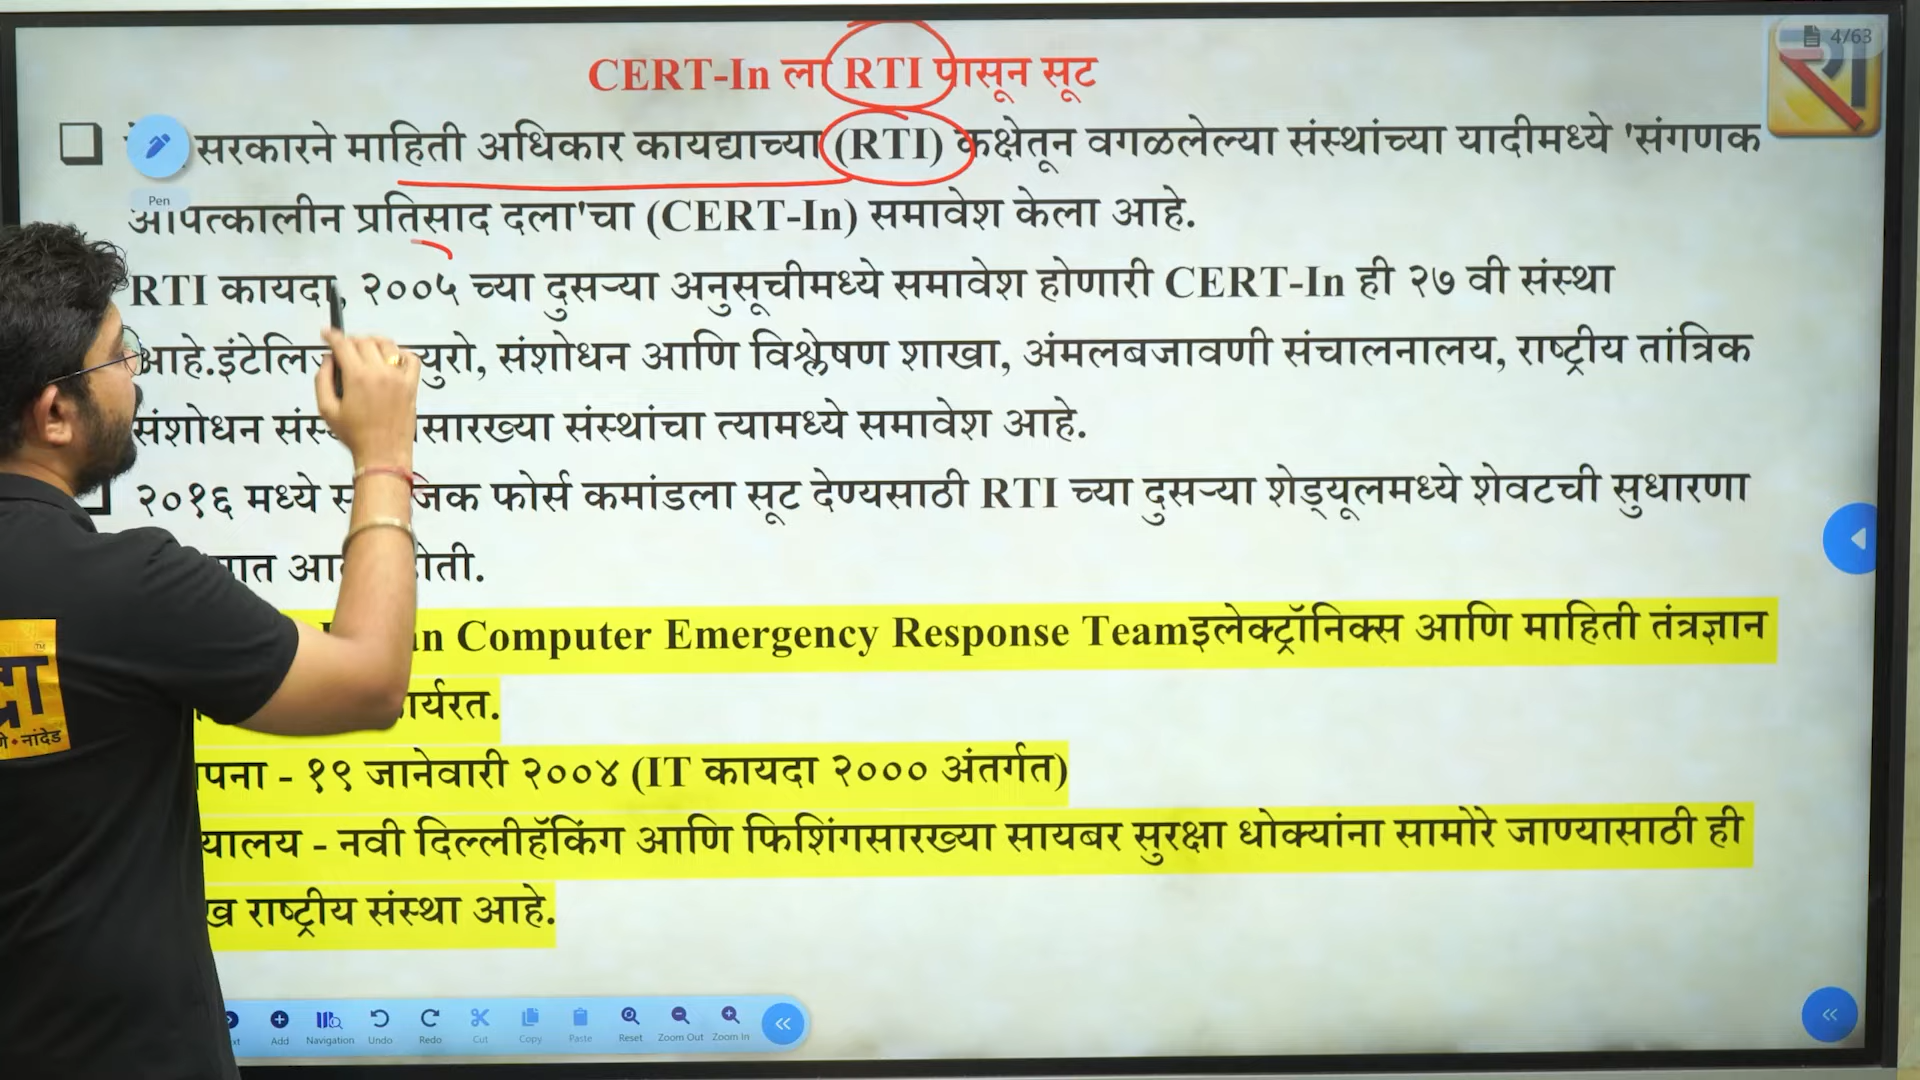 4/63
CERT-In ला RTI पासून सूट
सरकारने माहिती अधिकार कायद्याच्या (RTI) कक्षेतून वगळलेल्या संस्थांच्या यादीमध्ये 'संगणक
Pen
आपत्कालीन प्रतिसाद दला'चा (CERT-In) समावेश केला आहे.
RTI कायदा, २००५ च्या दुसऱ्या अनुसूचीमध्ये समावेश होणारी CERT-In ही २७ वी संस्था
आहे.इंटेलिज युरो, संशोधन आणि विश्लेषण शाखा, अंमलबजावणी संचालनालय, राष्ट्रीय तांत्रिक
संशोधन संस् सारख्या संस्थांचा त्यामध्ये समावेश आहे.
२०१६ मध्ये जिक फोर्स कमांडला सूट देण्यासाठी RTI च्या दुसऱ्या शेड्यूलमध्ये शेवटची सुधारणा
ात आ ोती.
an Computer Emergency Response Teamइलेक्ट्रॉनिक्स आणि माहिती तंत्रज्ञान
ार्यरत.
पना - १९ जानेवारी २००४ (IT कायदा २००० अंतर्गत)
यालय - नवी दिल्लीहॅकिंग आणि फिशिंगसारख्या सायबर सुरक्षा धोक्यांना सामोरे जाण्यासाठी ही
ख राष्ट्रीय संस्था आहे.
णे • नांदेड
xt Add Navigation Undo Redo Cut Copy Paste Reset Zoom Out Zoom In